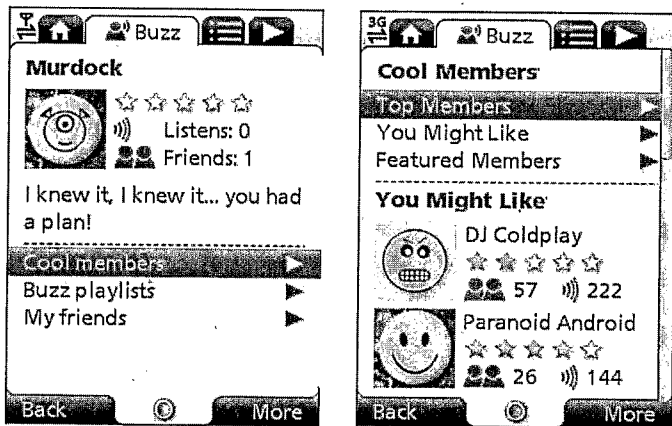 Buzz
Murdock
Listens: 0
Friends: 1
I knew it, I knew it... you had
a plan!
Cool members
Buzz playlists
My friends
Back
More
3G
Buzz
Cool Members
Top Members
You Might Like
Featured Members
You Might Like
DJ Coldplay
57 222
Paranoid Android
26 144
Back
More